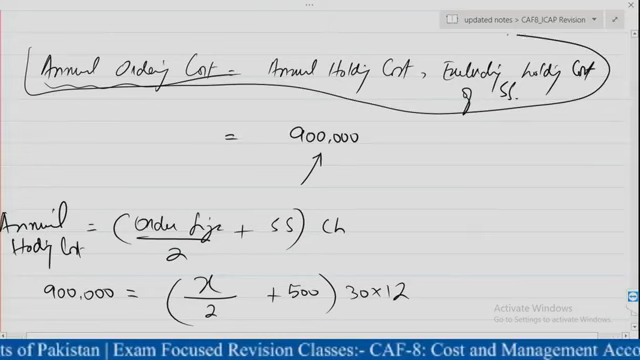 updated notes > CAF8_ICAP Revision
Annual Ordering Cost = Annual Holding Cost, Excluding holding Cost
of SS.
= 900,000
Annual Hoding Cost = (Order Size / 2 + SS) Ch
900,000 = (x / 2 + 500) 30 x 12
Activate Windows
Go to Settings to activate Windows.
ts of Pakistan | Exam Focused Revision Classes:- CAF-8: Cost and Management Acco